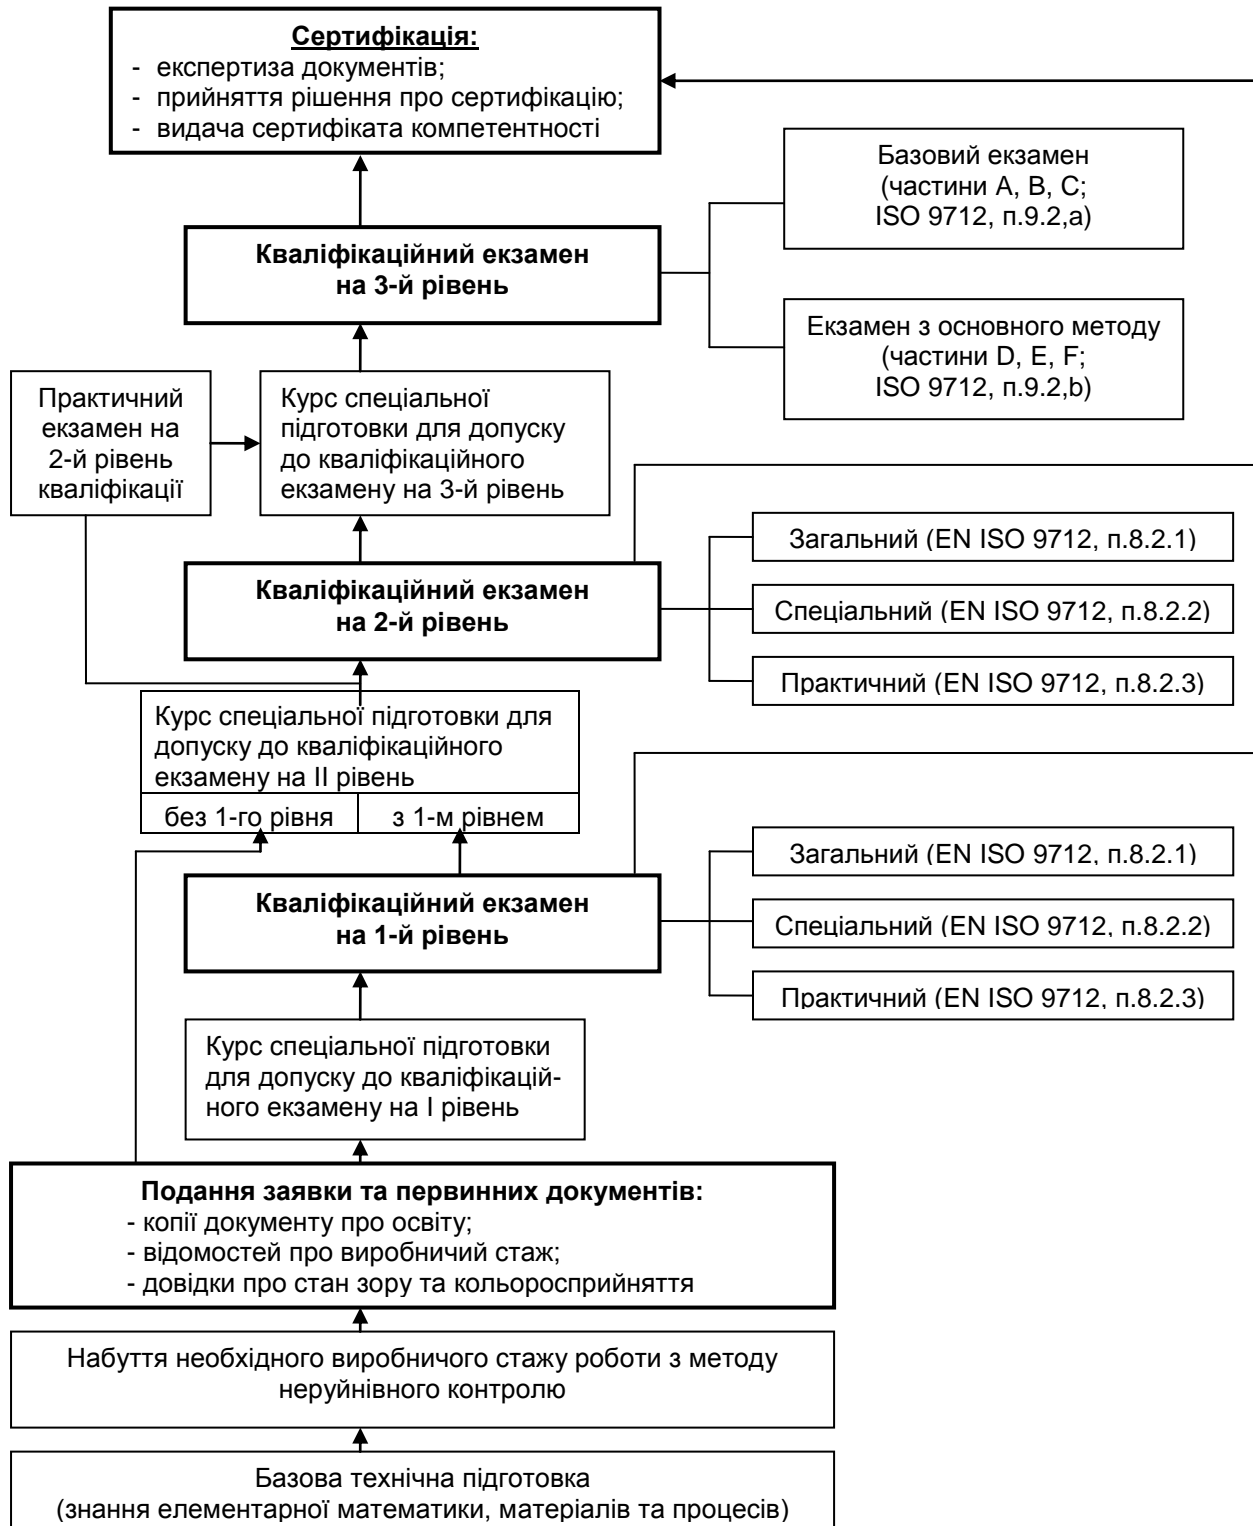 Сертифікація:
- експертиза документів;
- прийняття рішення про сертифікацію;
- видача сертифіката компетентності
Базовий екзамен
(частини А, В, С;
ISO 9712, п.9.2,а)
Кваліфікаційний екзамен
на 3-й рівень
Екзамен з основного методу
(частини D, E, F;
ISO 9712, п.9.2,b)
Практичний
екзамен на
2-й рівень
кваліфікації
Курс спеціальної
підготовки для допуску
до кваліфікаційного
екзамену на 3-й рівень
Загальний (EN ISO 9712, п.8.2.1)
Кваліфікаційний екзамен
на 2-й рівень
Спеціальний (EN ISO 9712, п.8.2.2)
Практичний (EN ISO 9712, п.8.2.3)
Курс спеціальної підготовки для
допуску до кваліфікаційного
екзамену на ІІ рівень
без 1-го рівня
з 1-м рівнем
Загальний (EN ISO 9712, п.8.2.1)
Кваліфікаційний екзамен
на 1-й рівень
Спеціальний (EN ISO 9712, п.8.2.2)
Практичний (EN ISO 9712, п.8.2.3)
Курс спеціальної підготовки
для допуску до кваліфікацій-
ного екзамену на І рівень
Подання заявки та первинних документів:
- копії документу про освіту;
- відомостей про виробничий стаж;
- довідки про стан зору та кольоросприйняття
Набуття необхідного виробничого стажу роботи з методу
неруйнівного контролю
Базова технічна підготовка
(знання елементарної математики, матеріалів та процесів)